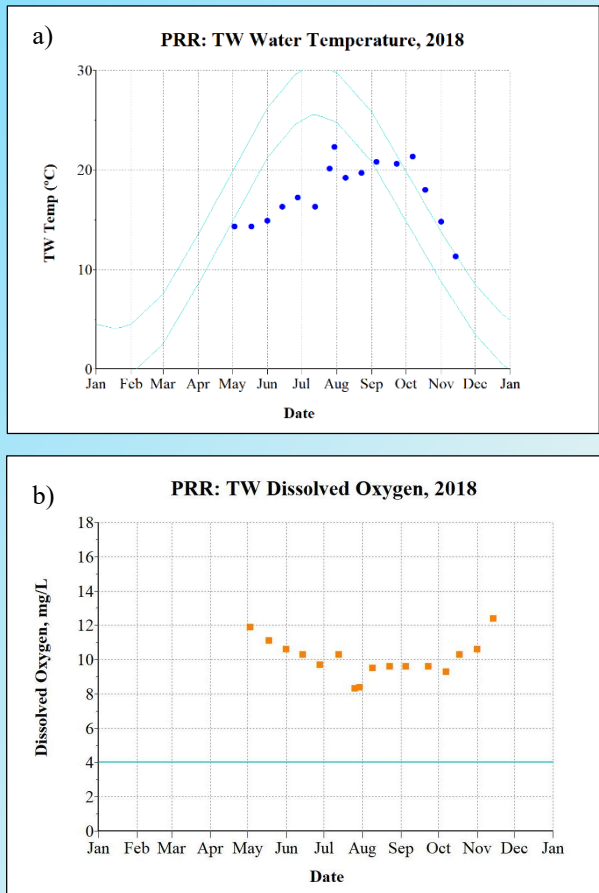 a)
PRR: TW Water Temperature, 2018
30
20
10
0
TW Temp (°C)
Jan Feb Mar Apr May Jun Jul Aug Sep Oct Nov Dec Jan
Date
b)
PRR: TW Dissolved Oxygen, 2018
18
16
14
12
10
8
6
4
2
0
Dissolved Oxygen, mg/L
Jan Feb Mar Apr May Jun Jul Aug Sep Oct Nov Dec Jan
Date